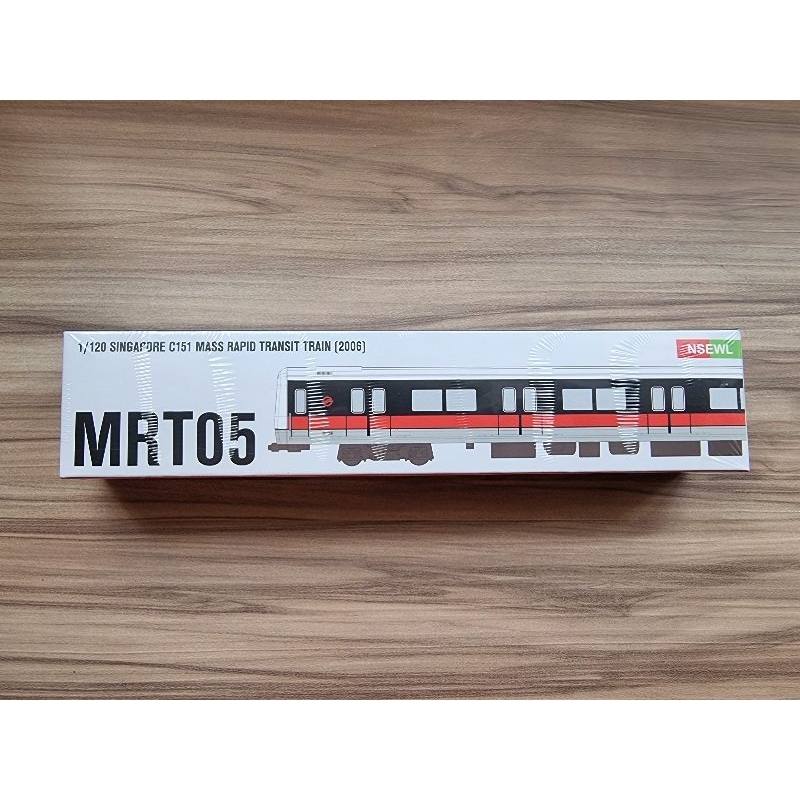 1/120 SINGAPORE C151 MASS RAPID TRANSIT TRAIN (2006)
NSEWL
MRT05